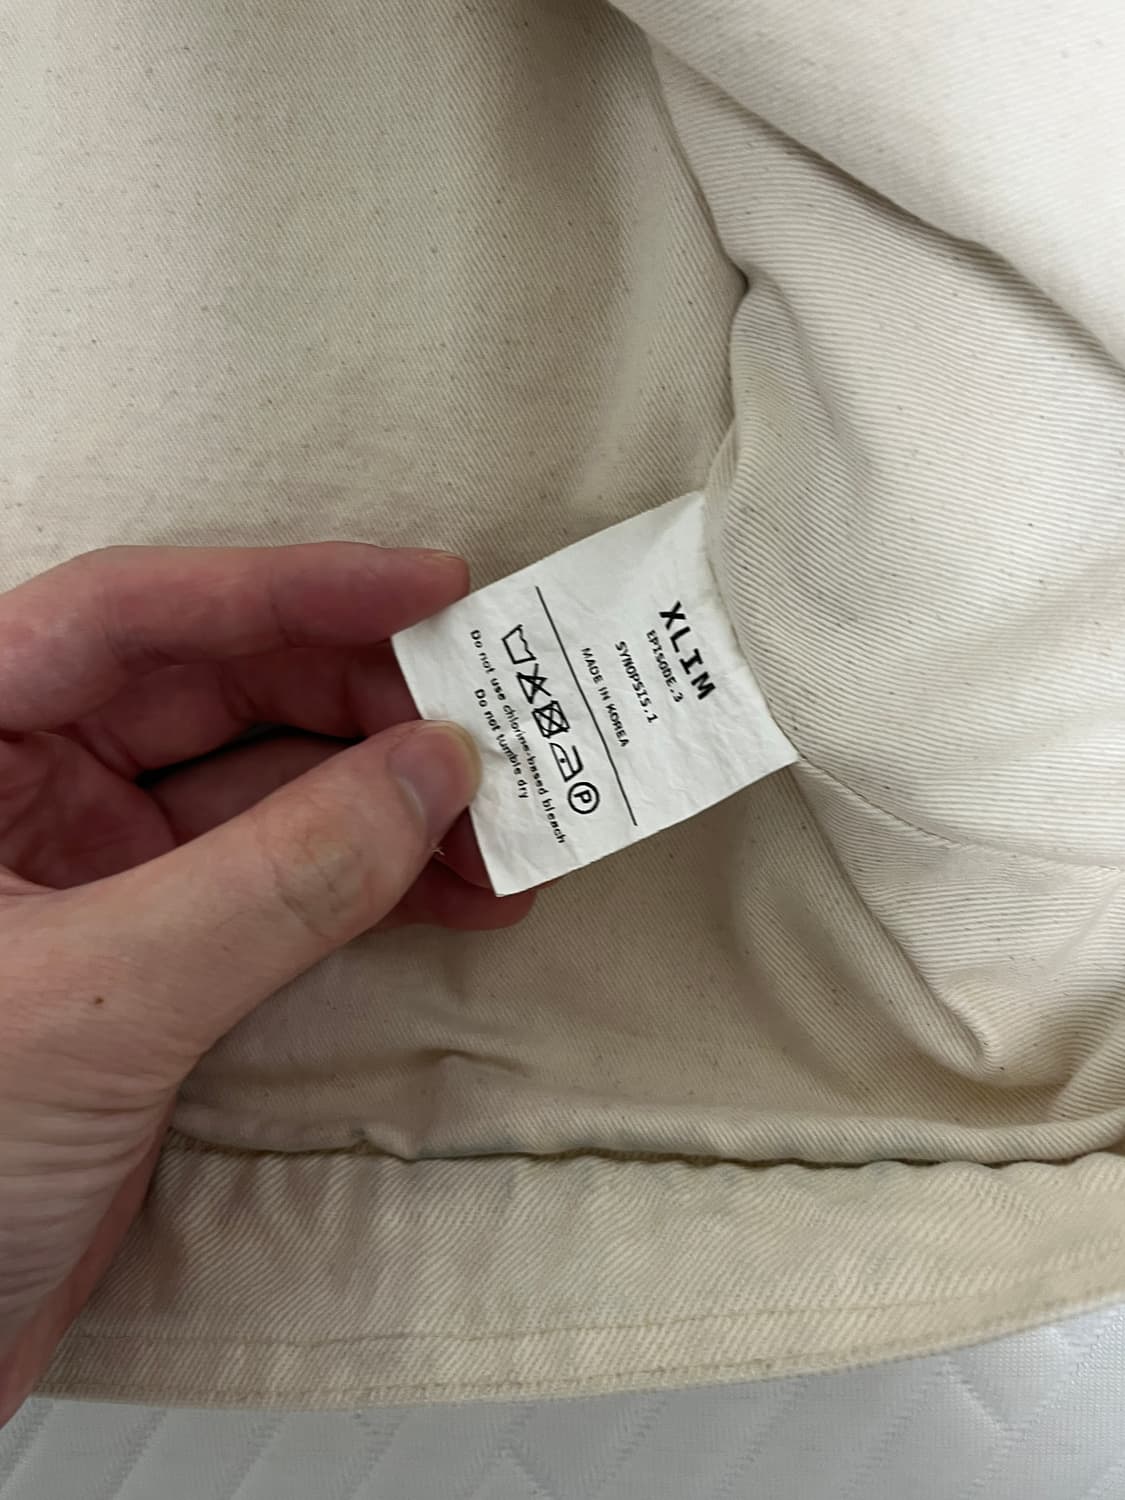 XLIM
EPISODE.3
SYNOPSIS.1
MADE IN KOREA
P
Do not use chlorine-based bleach
Do not tumble dry